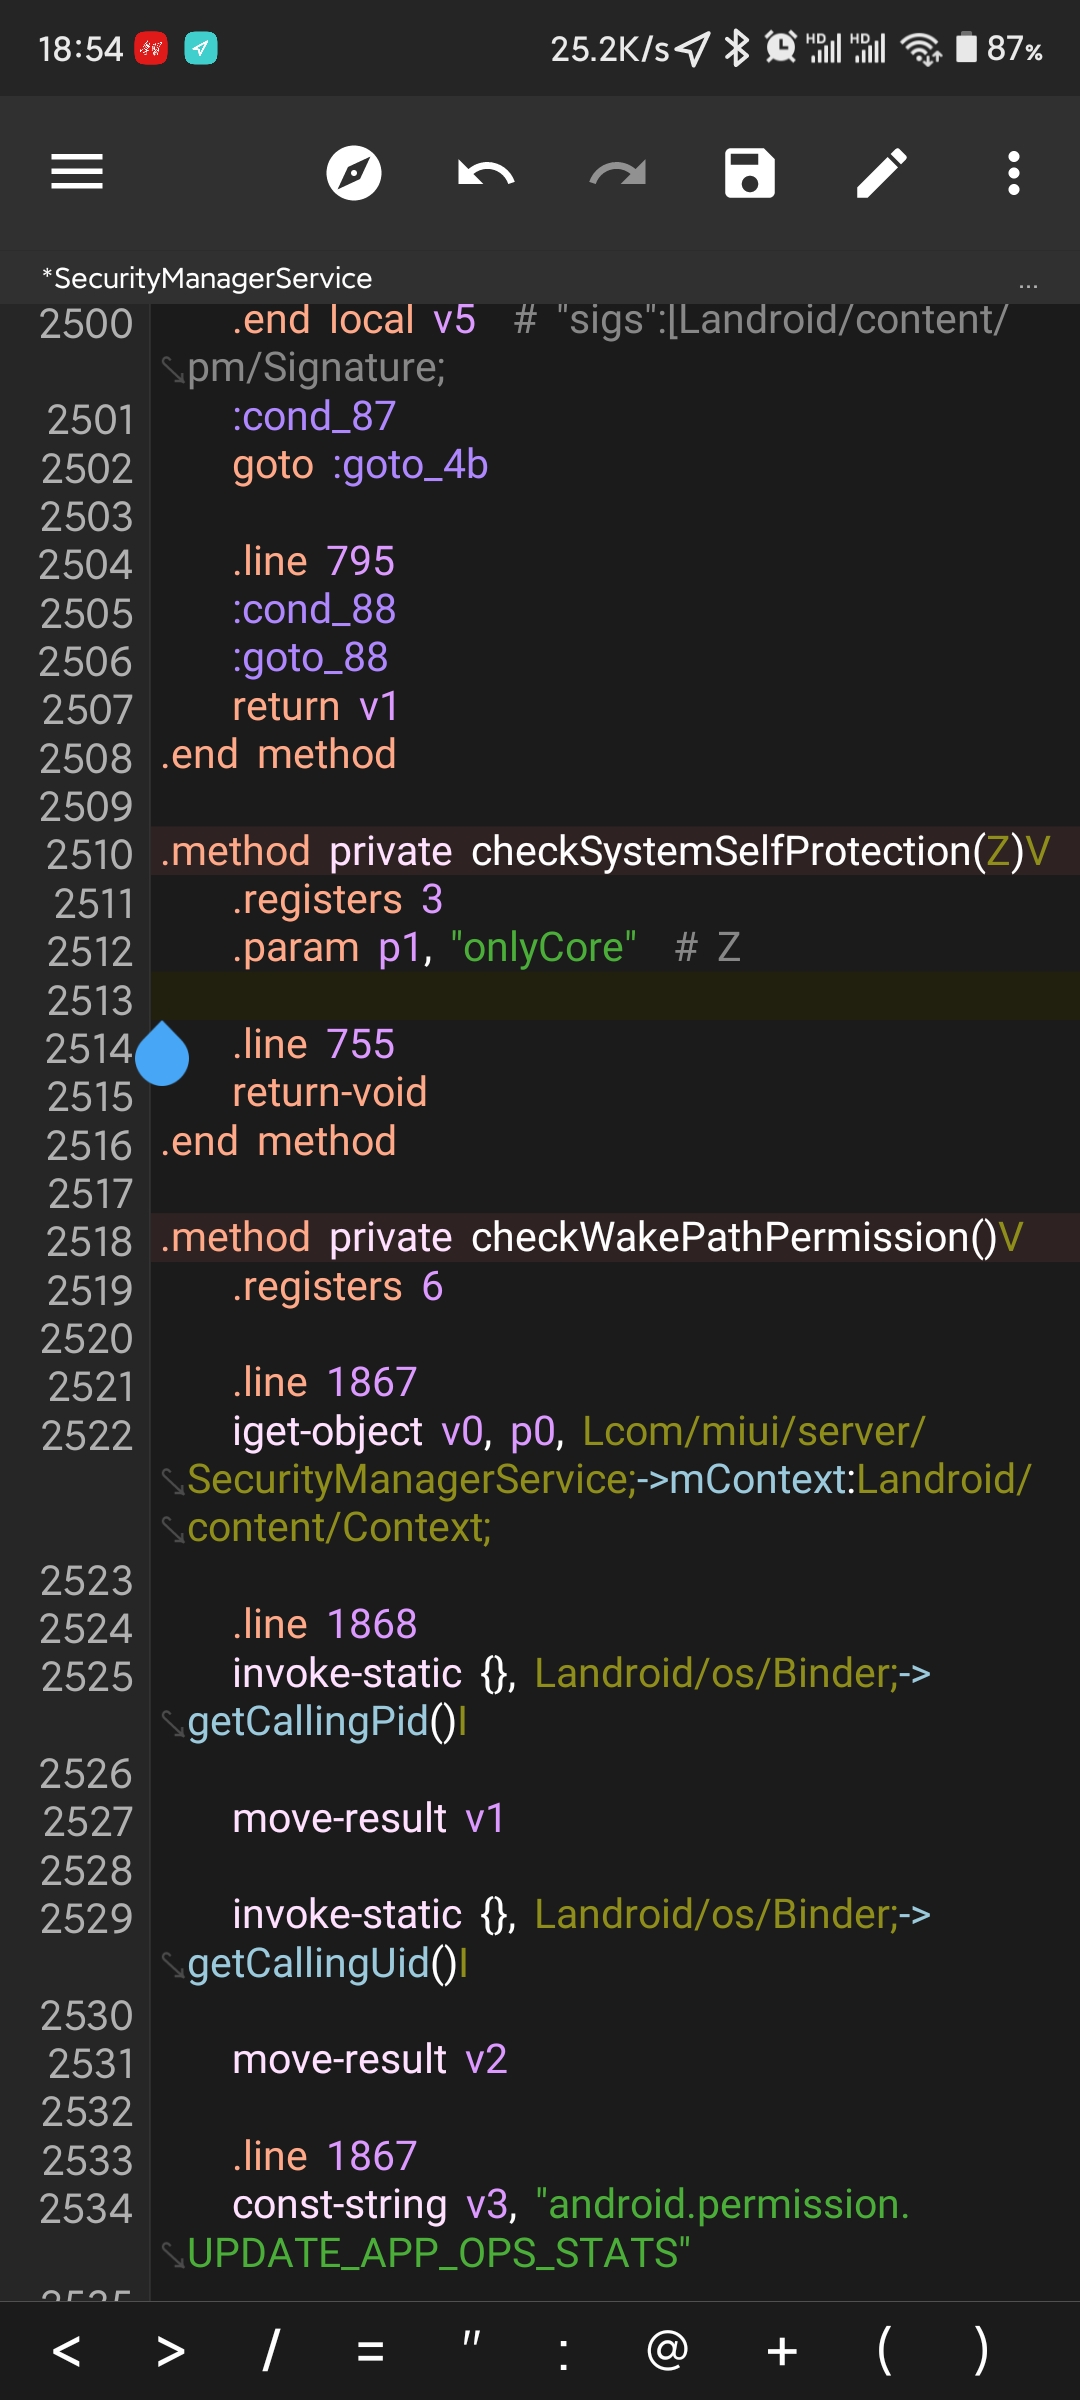 18:54 25.2K/s HD HD 87%
*SecurityManagerService ...
2500 .end local v5 # "sigs":[Landroid/content/
pm/Signature;
2501 :cond_87
2502 goto :goto_4b
2503
2504 .line 795
2505 :cond_88
2506 :goto_88
2507 return v1
2508 .end method
2509
2510 .method private checkSystemSelfProtection(Z)V
2511 .registers 3
2512 .param p1, "onlyCore" # Z
2513
2514 .line 755
2515 return-void
2516 .end method
2517
2518 .method private checkWakePathPermission()V
2519 .registers 6
2520
2521 .line 1867
2522 iget-object v0, p0, Lcom/miui/server/
SecurityManagerService;->mContext:Landroid/
content/Context;
2523
2524 .line 1868
2525 invoke-static {}, Landroid/os/Binder;->
getCallingPid()I
2526
2527 move-result v1
2528
2529 invoke-static {}, Landroid/os/Binder;->
getCallingUid()I
2530
2531 move-result v2
2532
2533 .line 1867
2534 const-string v3, "android.permission.
UPDATE_APP_OPS_STATS"
2535
< > / = " : @ + ( )